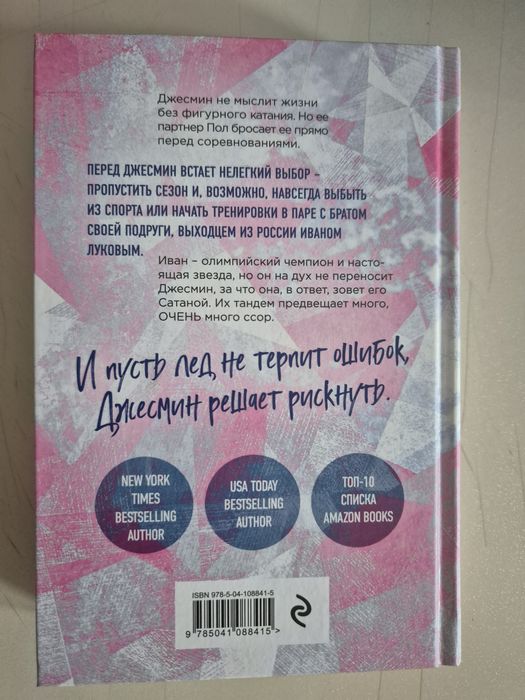 Джесмин не мыслит жизни
без фигурного катания. Но ее
партнер Пол бросает ее прямо
перед соревнованиями.
ПЕРЕД ДЖЕСМИН ВСТАЕТ НЕЛЕГКИЙ ВЫБОР –
ПРОПУСТИТЬ СЕЗОН И, ВОЗМОЖНО, НАВСЕГДА ВЫБЫТЬ
ИЗ СПОРТА ИЛИ НАЧАТЬ ТРЕНИРОВКИ В ПАРЕ С БРАТОМ
СВОЕЙ ПОДРУГИ, ВЫХОДЦЕМ ИЗ РОССИИ ИВАНОМ
ЛУКОВЫМ.
Иван – олимпийский чемпион и насто-
ящая звезда, но он на дух не переносит
Джесмин, за что она, в ответ, зовет его
Сатаной. Их тандем предвещает много,
ОЧЕНЬ много ссор.
И пусть лед не терпит ошибок,
Джесмин решает рискнуть.
NEW YORK
TIMES
BESTSELLING
AUTHOR
USA TODAY
BESTSELLING
AUTHOR
ТОП-10
СПИСКА
AMAZON BOOKS
ISBN 978-5-04-108841-5
9 785041 088415 >